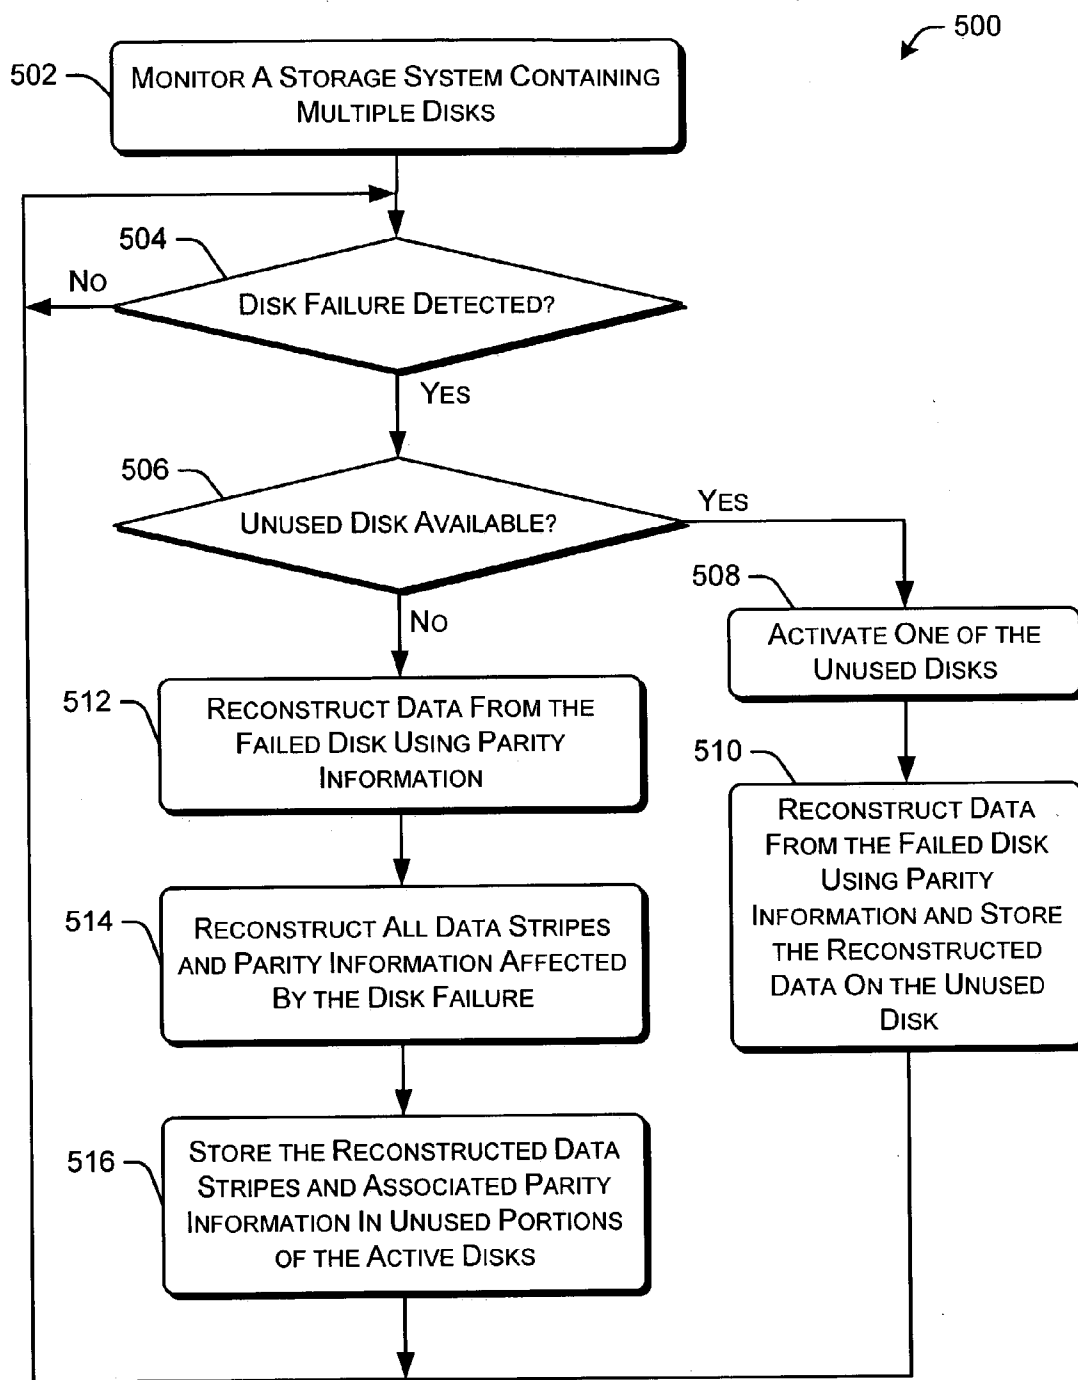 500
502
MONITOR A STORAGE SYSTEM CONTAINING
MULTIPLE DISKS
504
NO
DISK FAILURE DETECTED?
YES
506
UNUSED DISK AVAILABLE?
YES
NO
508
ACTIVATE ONE OF THE
UNUSED DISKS
512
RECONSTRUCT DATA FROM THE
FAILED DISK USING PARITY
INFORMATION
510
RECONSTRUCT DATA
FROM THE FAILED DISK
USING PARITY
INFORMATION AND STORE
THE RECONSTRUCTED
DATA ON THE UNUSED
DISK
514
RECONSTRUCT ALL DATA STRIPES
AND PARITY INFORMATION AFFECTED
BY THE DISK FAILURE
516
STORE THE RECONSTRUCTED DATA
STRIPES AND ASSOCIATED PARITY
INFORMATION IN UNUSED PORTIONS
OF THE ACTIVE DISKS